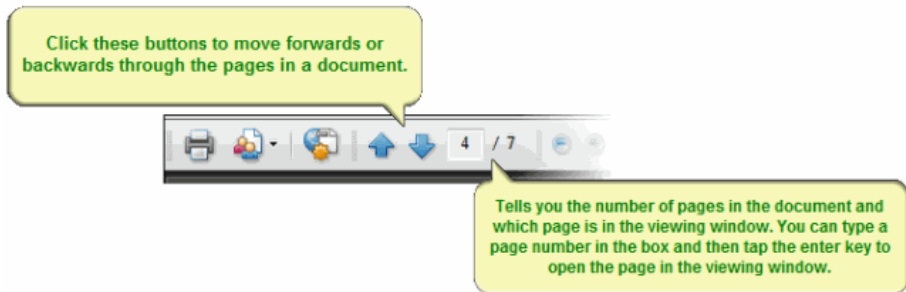 Click these buttons to move forwards or
backwards through the pages in a document.
4 / 7
Tells you the number of pages in the document and
which page is in the viewing window. You can type a
page number in the box and then tap the enter key to
open the page in the viewing window.